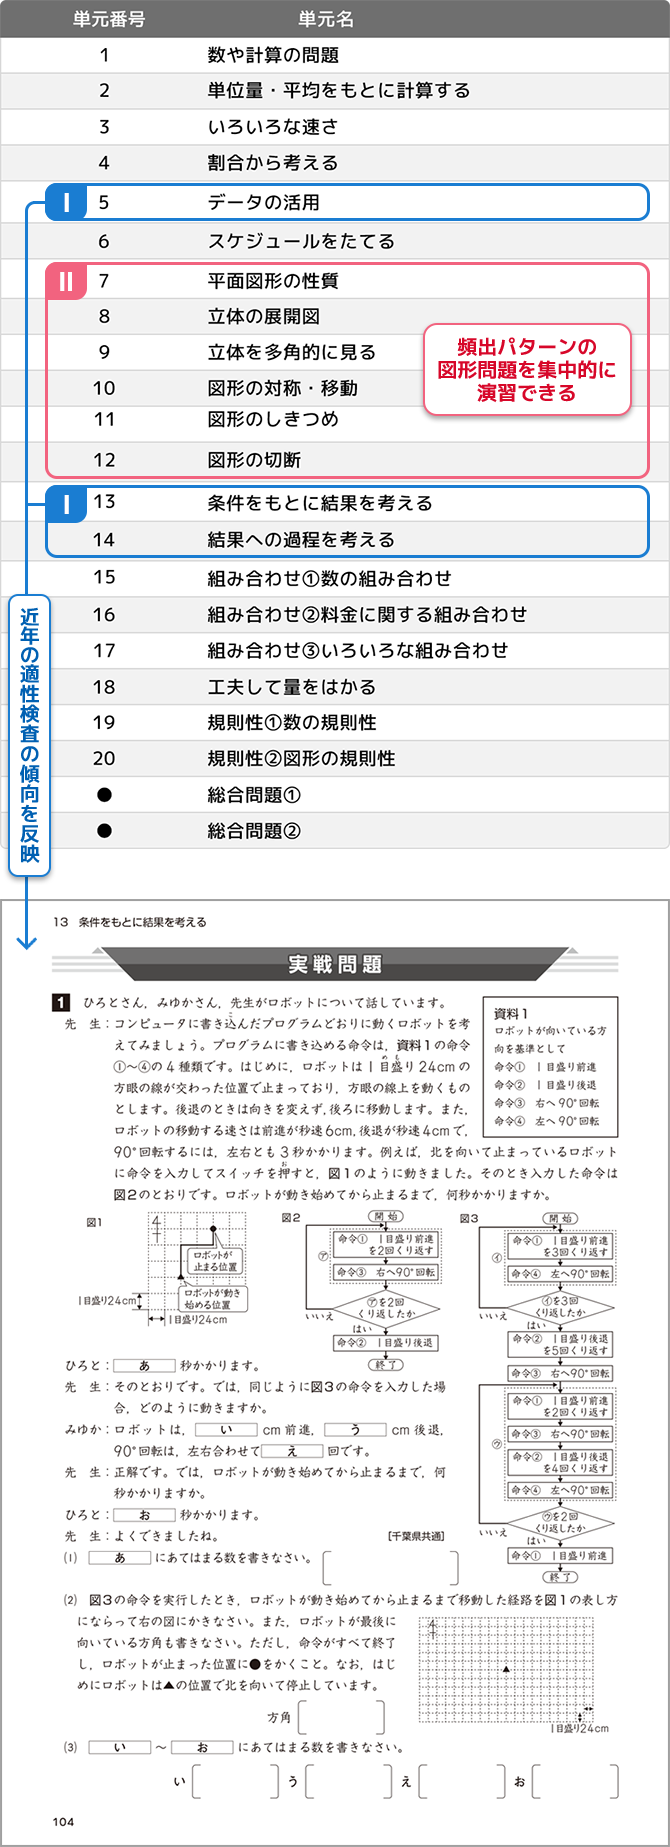 単元番号 単元名
1 数や計算の問題
2 単位量・平均をもとに計算する
3 いろいろな速さ
4 割合から考える
I 5 データの活用
6 スケジュールをたてる
II 7 平面図形の性質
8 立体の展開図
9 立体を多角的に見る
10 図形の対称・移動
11 図形のしきつめ
12 図形の切断
頻出パターンの
図形問題を集中的に
演習できる
I 13 条件をもとに結果を考える
14 結果への過程を考える
15 組み合わせ①数の組み合わせ
16 組み合わせ②料金に関する組み合わせ
17 組み合わせ③いろいろな組み合わせ
18 工夫して量をはかる
19 規則性①数の規則性
20 規則性②図形の規則性
● 総合問題①
● 総合問題②
近年の適性検査の傾向を反映
13 条件をもとに結果を考える
実戦問題
1 ひろとさん，みゆかさん，先生がロボットについて話しています。
先 生：コンピュータに書き込んだプログラムどおりに動くロボットを考
えてみましょう。プログラムに書き込める命令は，資料1の命令
①〜④の4種類です。はじめに，ロボットは1目盛り24cmの
方眼の線が交わった位置で止まっており，方眼の線上を動くもの
とします。後退のときは向きを変えず，後ろに移動します。また，
ロボットの移動する速さは前進が秒速6cm，後退が秒速4cmで，
90°回転するには，左右とも3秒かかります。例えば，北を向いて止まっているロボット
に命令を入力してスイッチを押すと，図1のように動きました。そのとき入力した命令は
図2のとおりです。ロボットが動き始めてから止まるまで，何秒かかりますか。
資料1
ロボットが向いている方
向を基準として
命令① 1目盛り前進
命令② 1目盛り後退
命令③ 右へ90°回転
命令④ 左へ90°回転
図1
4
ロボットが
止まる位置
ロボットが動き
始める位置
1目盛り24cm
1目盛り24cm
図2
開始
命令① 1目盛り前進
を2回くり返す
㋐
命令③ 右へ90°回転
㋐を2回
くり返したか
いいえ
はい
命令② 1目盛り後退
終了
図3
開始
命令① 1目盛り前進
を3回くり返す
㋑
命令④ 左へ90°回転
㋑を3回
くり返したか
いいえ
はい
命令② 1目盛り後退
を5回くり返す
命令③ 右へ90°回転
命令① 1目盛り前進
を2回くり返す
命令③ 右へ90°回転
㋒
命令② 1目盛り後退
を4回くり返す
命令④ 左へ90°回転
㋒を2回
くり返したか
いいえ
はい
命令① 1目盛り前進
終了
ひろと： あ 秒かかります。
先 生：そのとおりです。では，同じように図3の命令を入力した場
合，どのように動きますか。
みゆか：ロボットは， い cm前進， う cm後退，
90°回転は，左右合わせて え 回です。
先 生：正解です。では，ロボットが動き始めてから止まるまで，何
秒かかりますか。
ひろと： お 秒かかります。
先 生：よくできましたね。 [千葉県共通]
(1) あ にあてはまる数を書きなさい。
(2) 図3の命令を実行したとき，ロボットが動き始めてから止まるまで移動した経路を図1の表し方
にならって右の図にかきなさい。また，ロボットが最後に
向いている方角も書きなさい。ただし，命令がすべて終了
し，ロボットが止まった位置に●をかくこと。なお，はじ
めにロボットは▲の位置で北を向いて停止しています。
方角
4
1目盛り24cm
(3) い 〜 お にあてはまる数を書きなさい。
い う え お
104